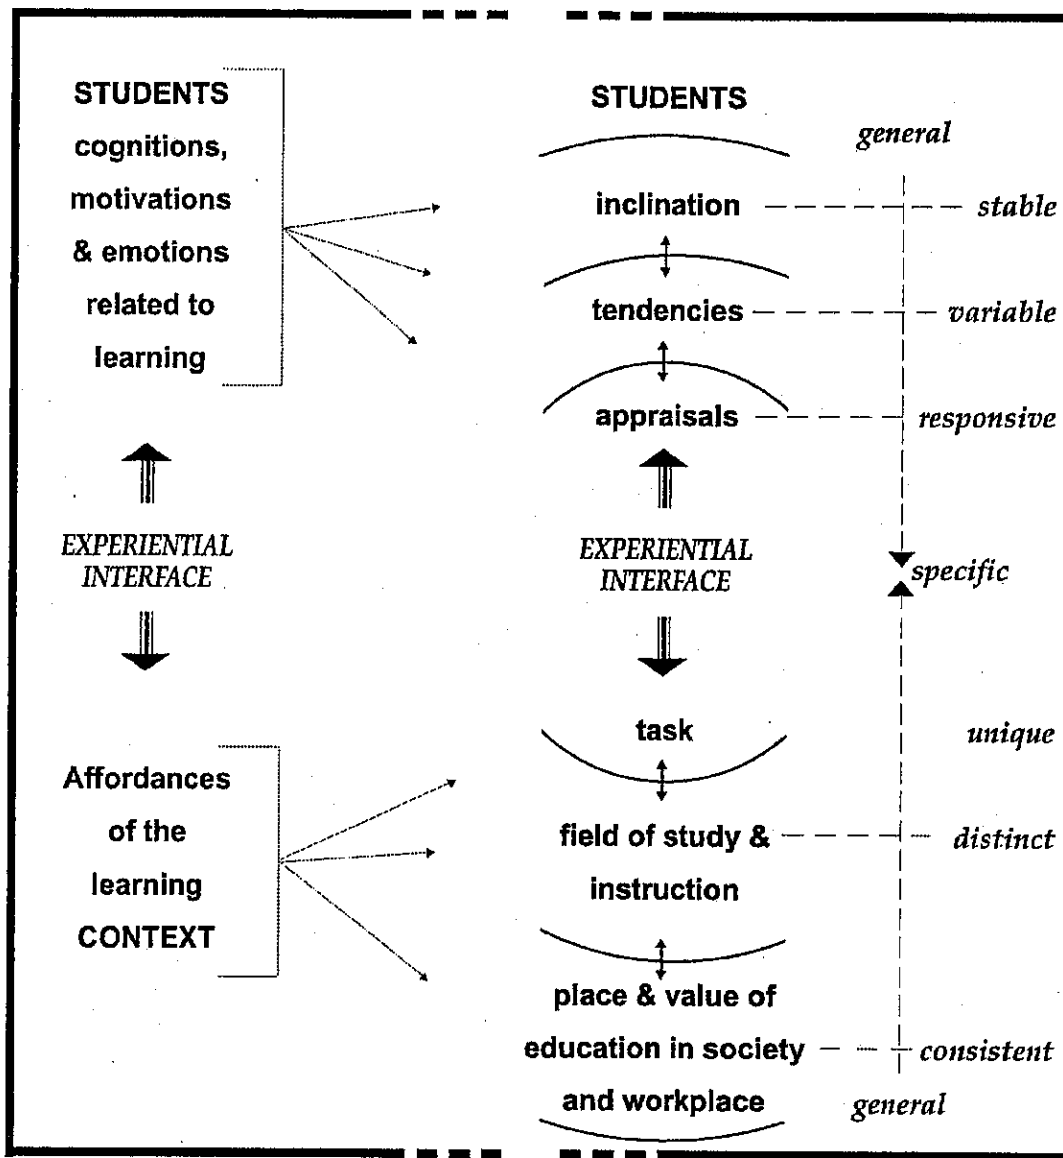 STUDENTS
cognitions,
motivations
& emotions
related to
learning
EXPERIENTIAL
INTERFACE
Affordances
of the
learning
CONTEXT
STUDENTS
general
inclination
stable
tendencies
variable
appraisals
responsive
EXPERIENTIAL
INTERFACE
specific
task
unique
field of study &
distinct
instruction
place & value of
education in society
consistent
and workplace
general